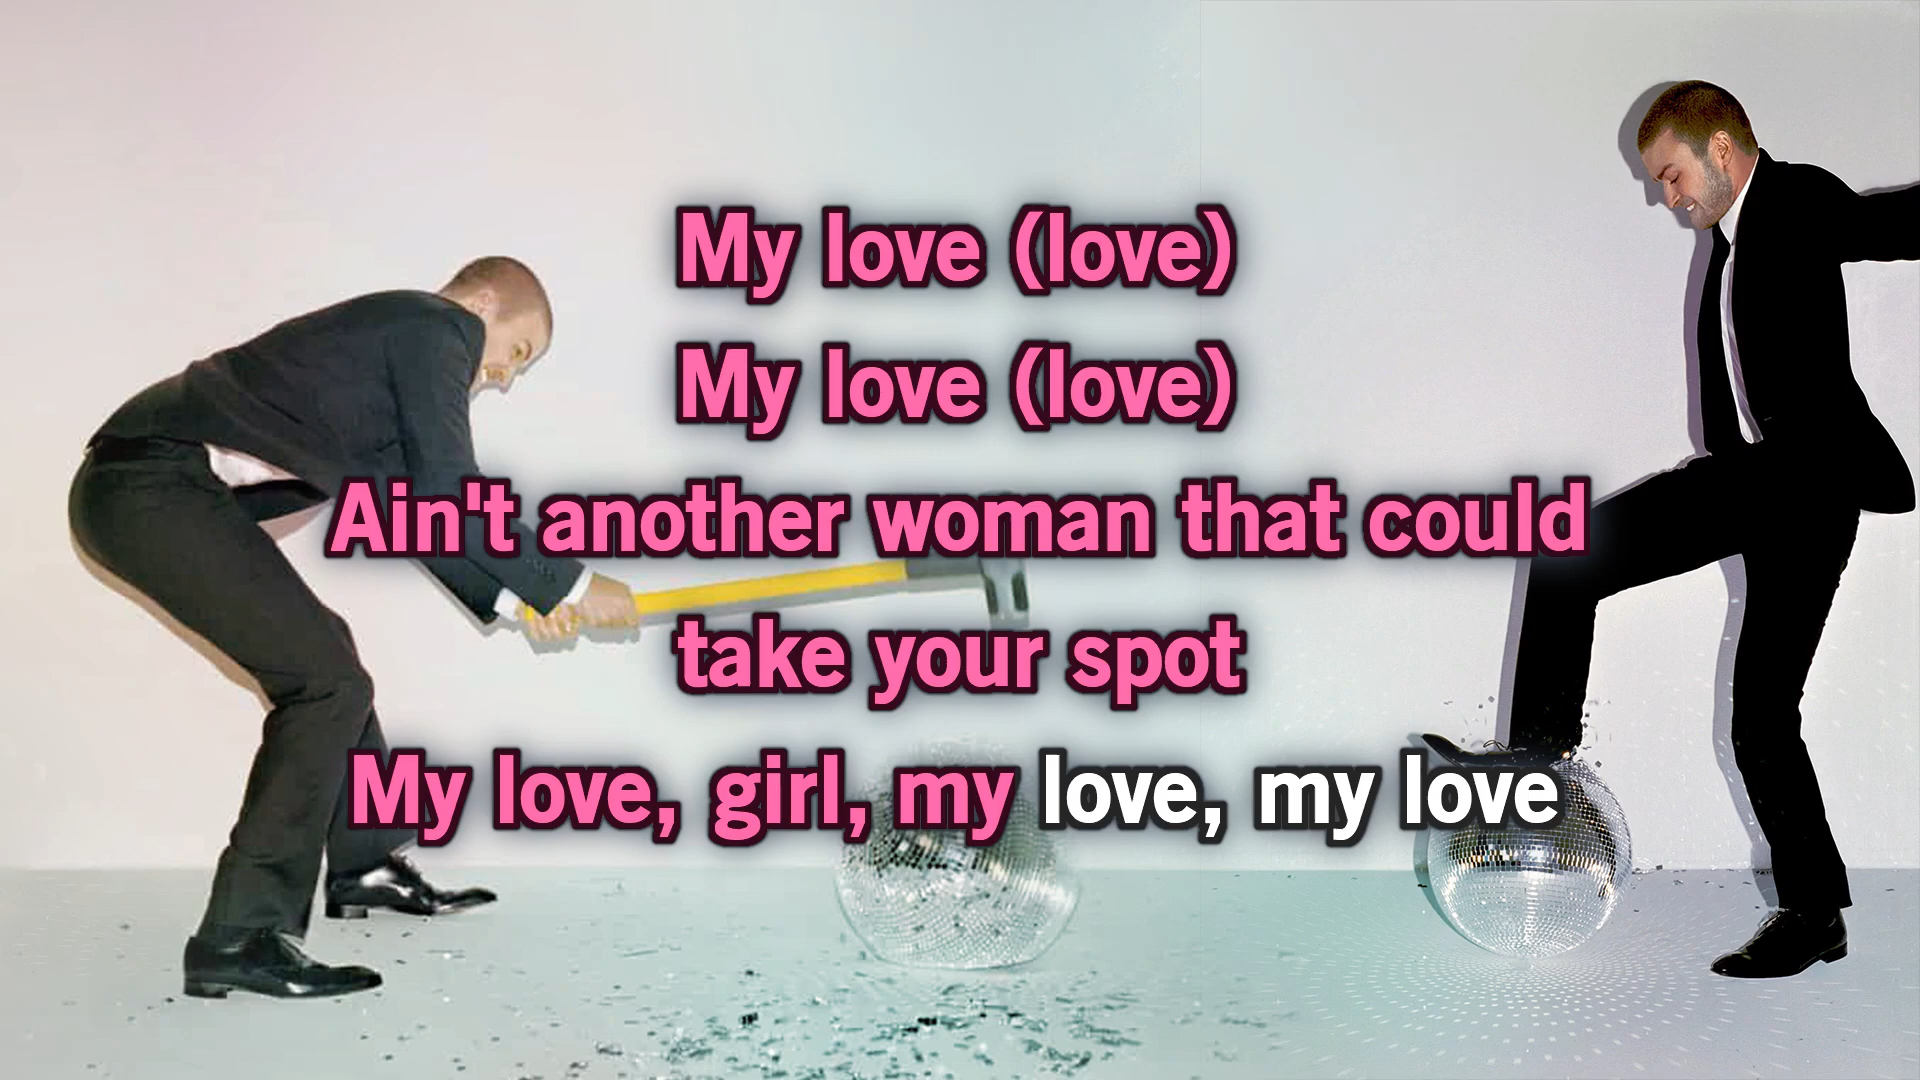 My love (love)
My love (love)
Ain't another woman that could
take your spot
My love, girl, my love, my love